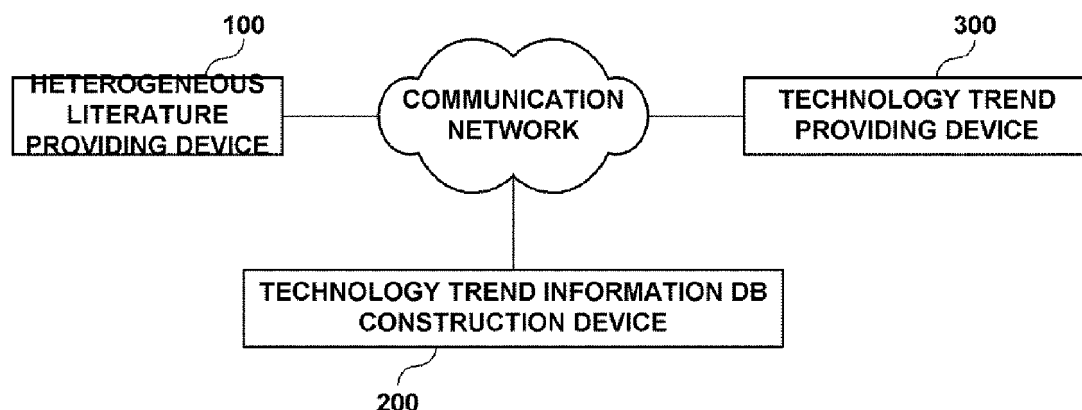 100
HETEROGENEOUS
LITERATURE
PROVIDING DEVICE
COMMUNICATION
NETWORK
300
TECHNOLOGY TREND
PROVIDING DEVICE
TECHNOLOGY TREND INFORMATION DB
CONSTRUCTION DEVICE
200